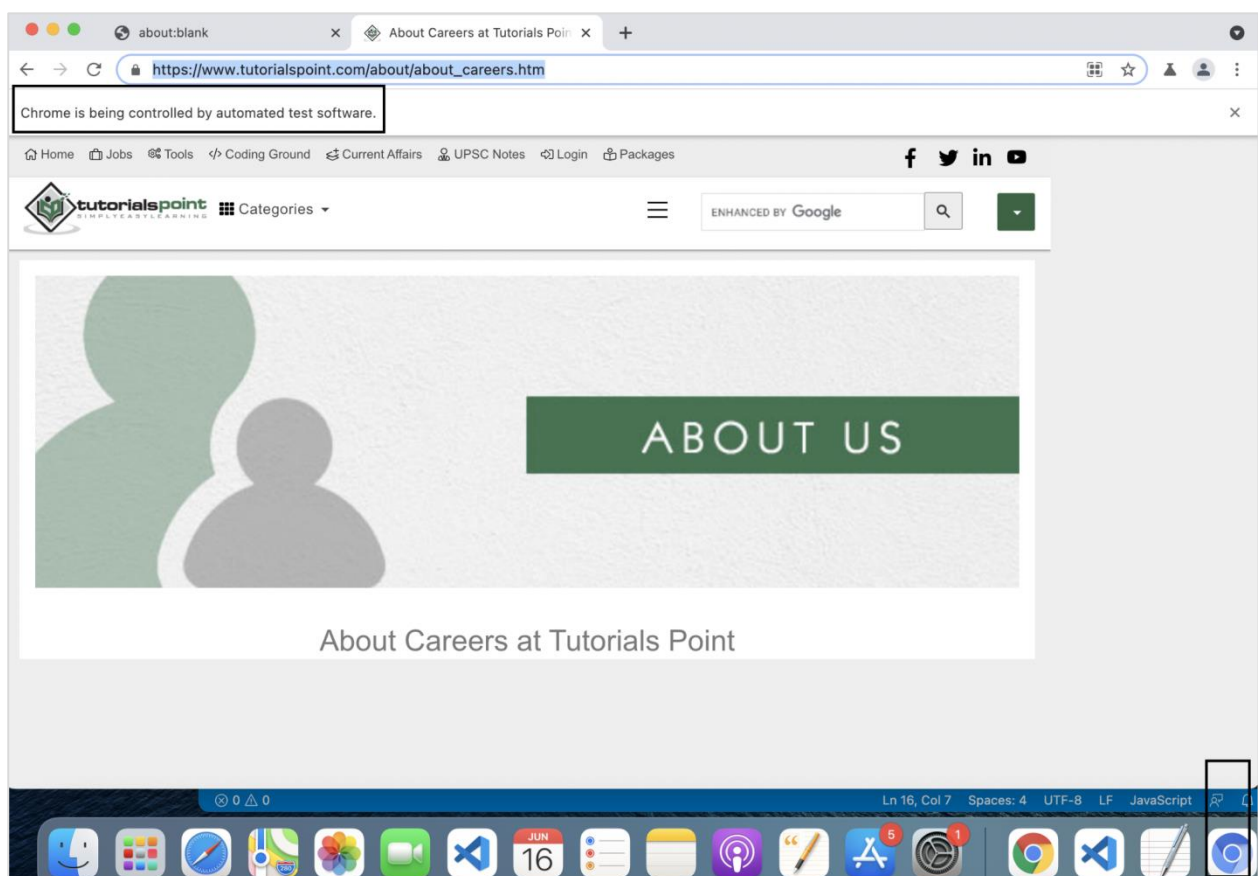 about:blank
About Careers at Tutorials Poin
https://www.tutorialspoint.com/about/about_careers.htm
Chrome is being controlled by automated test software.
Home Jobs Tools Coding Ground Current Affairs UPSC Notes Login Packages
tutorialspoint
SIMPLYEASYLEARNING
Categories
ENHANCED BY Google
ABOUT US
About Careers at Tutorials Point
0 0 Ln 16, Col 7 Spaces: 4 UTF-8 LF JavaScript
JUN
16
5
1
280